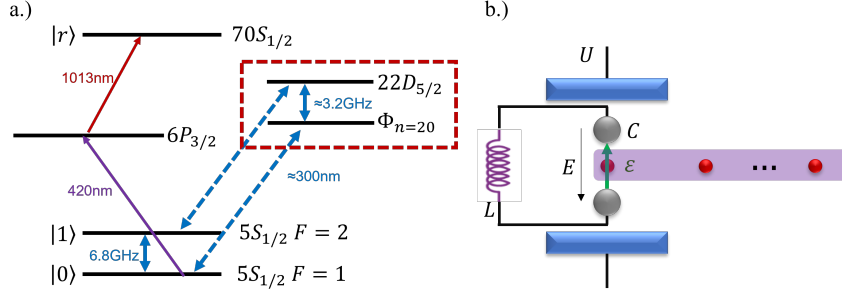 a.)
|r⟩ 70S₁/₂
1013nm
22D₅/₂
≈3.2GHz
Φₙ₌₂₀
6P₃/₂
420nm
≈300nm
|1⟩ 5S₁/₂ F = 2
6.8GHz
|0⟩ 5S₁/₂ F = 1
b.)
U
C
E
ε
...
L